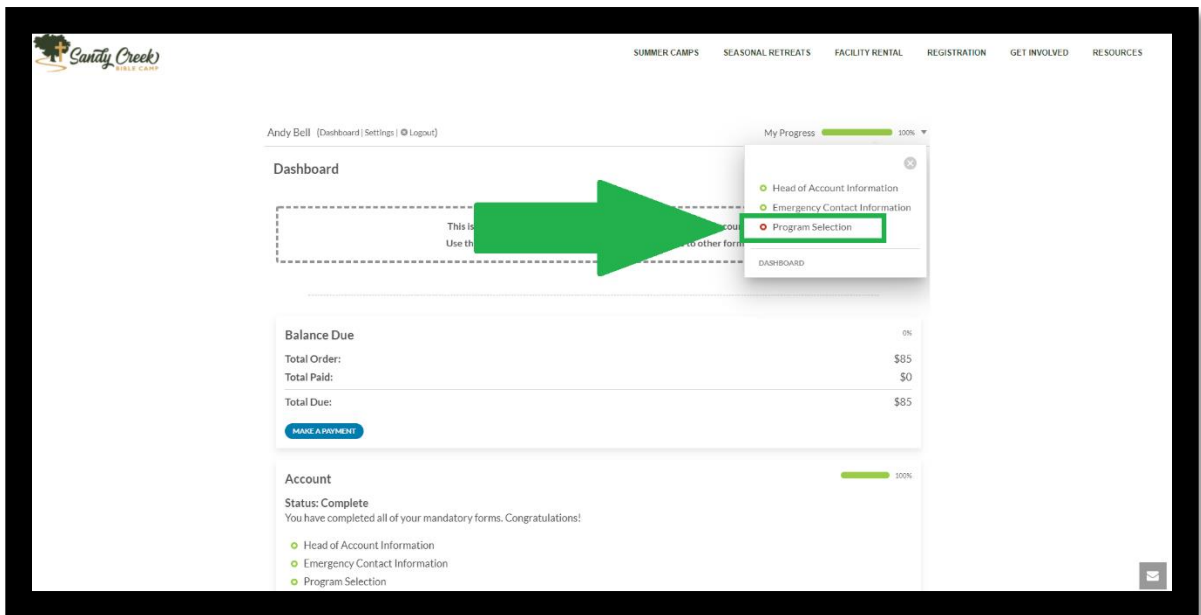 Sandy Creek
BIBLE CAMP
SUMMER CAMPS SEASONAL RETREATS FACILITY RENTAL REGISTRATION GET INVOLVED RESOURCES
Andy Bell (Dashboard | Settings | Logout) My Progress 100%
Dashboard
Head of Account Information
Emergency Contact Information
This is
Program Selection
Use th to other form
DASHBOARD
Balance Due 0%
Total Order: $85
Total Paid: $0
Total Due: $85
MAKE A PAYMENT
Account 100%
Status: Complete
You have completed all of your mandatory forms. Congratulations!
Head of Account Information
Emergency Contact Information
Program Selection